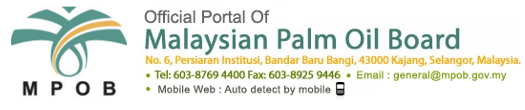 Official Portal Of
Malaysian Palm Oil Board
No. 6, Persiaran Institusi, Bandar Baru Bangi, 43000 Kajang, Selangor, Malaysia.
• Tel: 603-8769 4400 Fax: 603-8925 9446 • Email : general@mpob.gov.my
• Mobile Web : Auto detect by mobile
MPOB